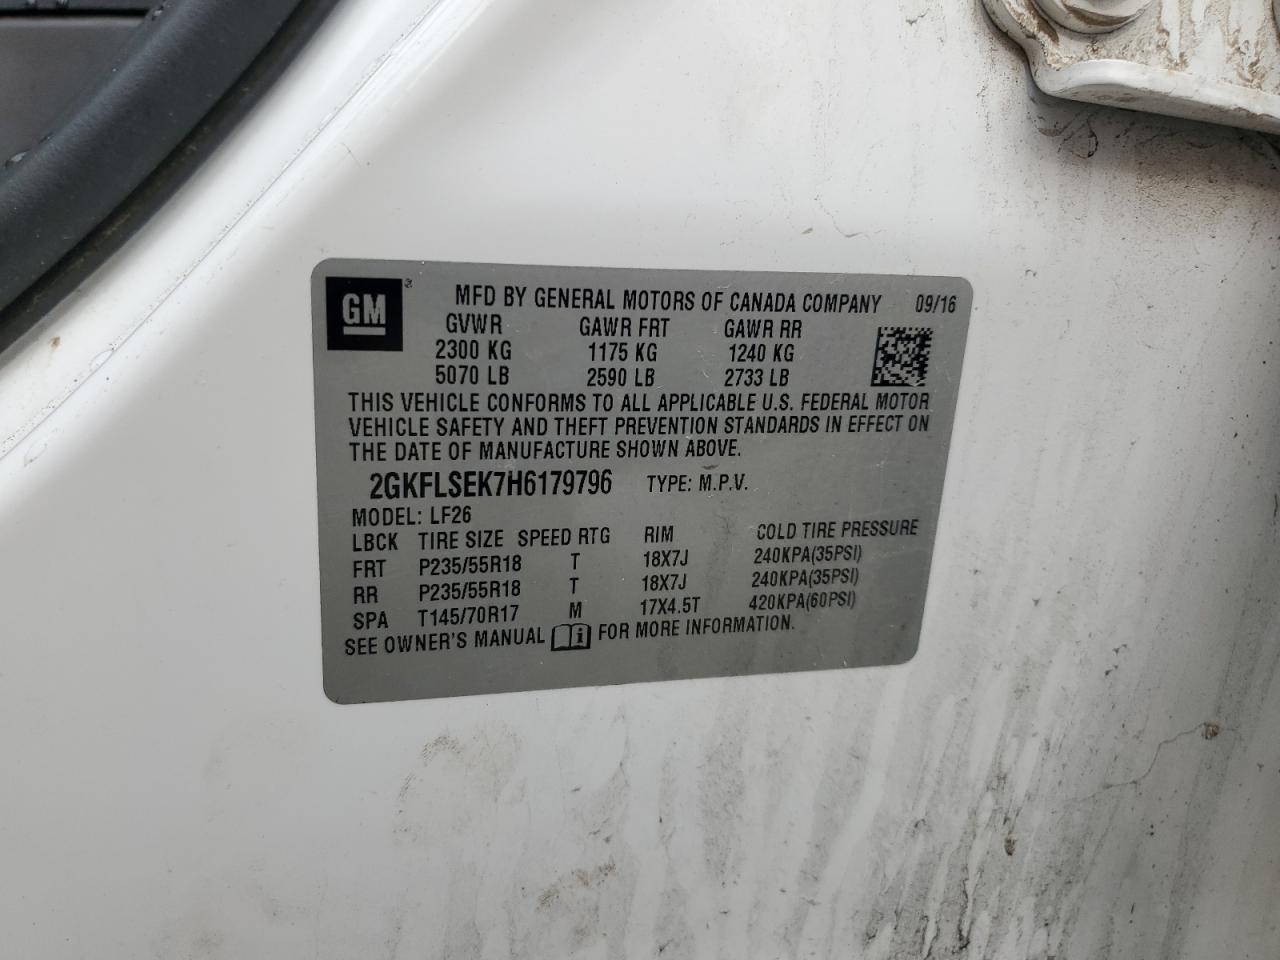 GM
MFD BY GENERAL MOTORS OF CANADA COMPANY 09/16
GVWR GAWR FRT GAWR RR
2300 KG 1175 KG 1240 KG
5070 LB 2590 LB 2733 LB
THIS VEHICLE CONFORMS TO ALL APPLICABLE U.S. FEDERAL MOTOR
VEHICLE SAFETY AND THEFT PREVENTION STANDARDS IN EFFECT ON
THE DATE OF MANUFACTURE SHOWN ABOVE.
2GKFLSEK7H6179796 TYPE: M.P.V.
MODEL: LF26
LBCK TIRE SIZE SPEED RTG RIM COLD TIRE PRESSURE
FRT P235/55R18 T 18X7J 240KPA(35PSI)
RR P235/55R18 T 18X7J 240KPA(35PSI)
SPA T145/70R17 M 17X4.5T 420KPA(60PSI)
SEE OWNER'S MANUAL i FOR MORE INFORMATION.